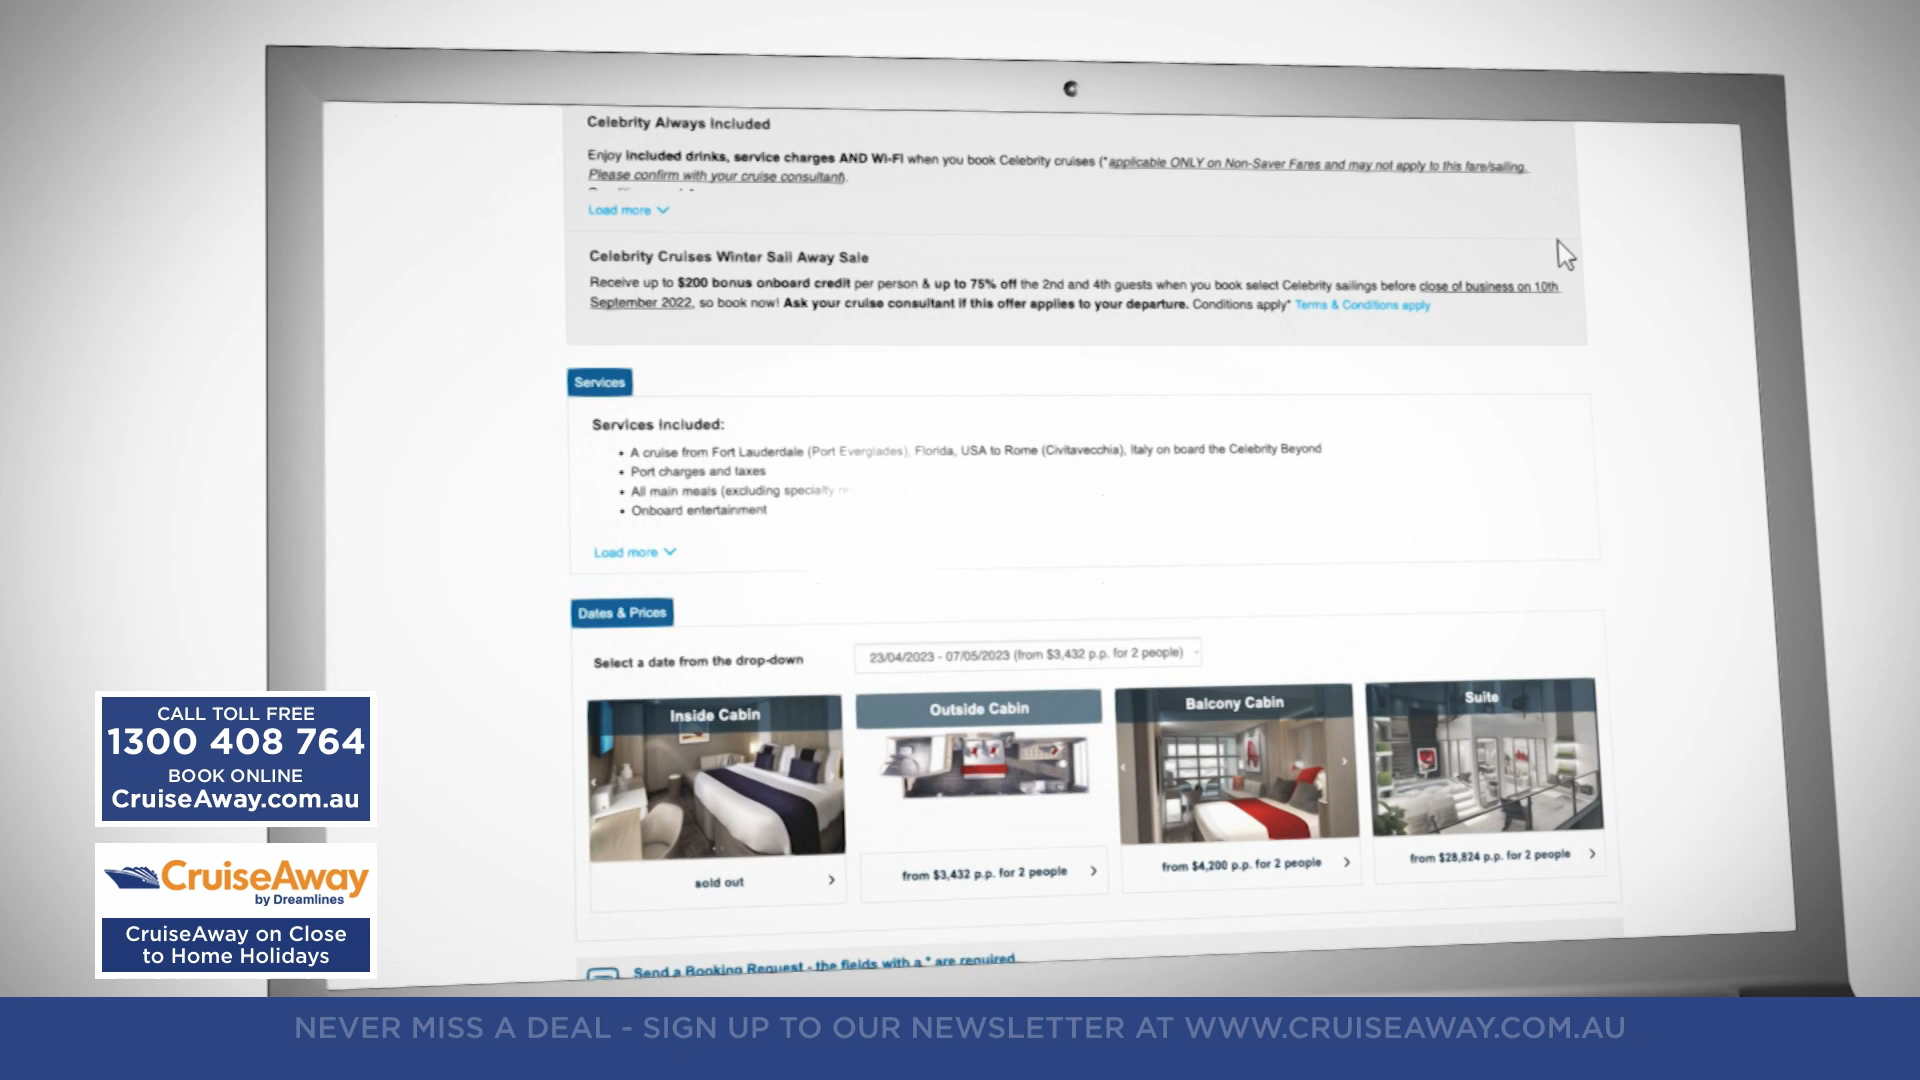 Celebrity Always Included
Enjoy included drinks, service charges AND Wi-Fi when you book Celebrity cruises (*applicable ONLY on Non-Saver Fares and may not apply to this fare/sailing.
Please confirm with your cruise consultant).
Load more
Celebrity Cruises Winter Sail Away Sale
Receive up to $200 bonus onboard credit per person & up to 75% off the 2nd and 4th guests when you book select Celebrity sailings before close of business on 10th
September 2022, so book now! Ask your cruise consultant if this offer applies to your departure. Conditions apply* Terms & Conditions apply
Services
Services Included:
• A cruise from Fort Lauderdale (Port Everglades), Florida, USA to Rome (Civitavecchia), Italy on board the Celebrity Beyond
• Port charges and taxes
• All main meals (excluding specialty
• Onboard entertainment
Load more
Dates & Prices
Select a date from the drop-down
23/04/2023 - 07/05/2023 (from $3,432 p.p. for 2 people)
Inside Cabin
Outside Cabin
Balcony Cabin
Suite
sold out
from $3,432 p.p. for 2 people
from $4,200 p.p. for 2 people
from $28,824 p.p. for 2 people
Send a Booking Request - the fields with a * are required
CALL TOLL FREE
1300 408 764
BOOK ONLINE
CruiseAway.com.au
CruiseAway
by Dreamlines
CruiseAway on Close
to Home Holidays
NEVER MISS A DEAL - SIGN UP TO OUR NEWSLETTER AT WWW.CRUISEAWAY.COM.AU